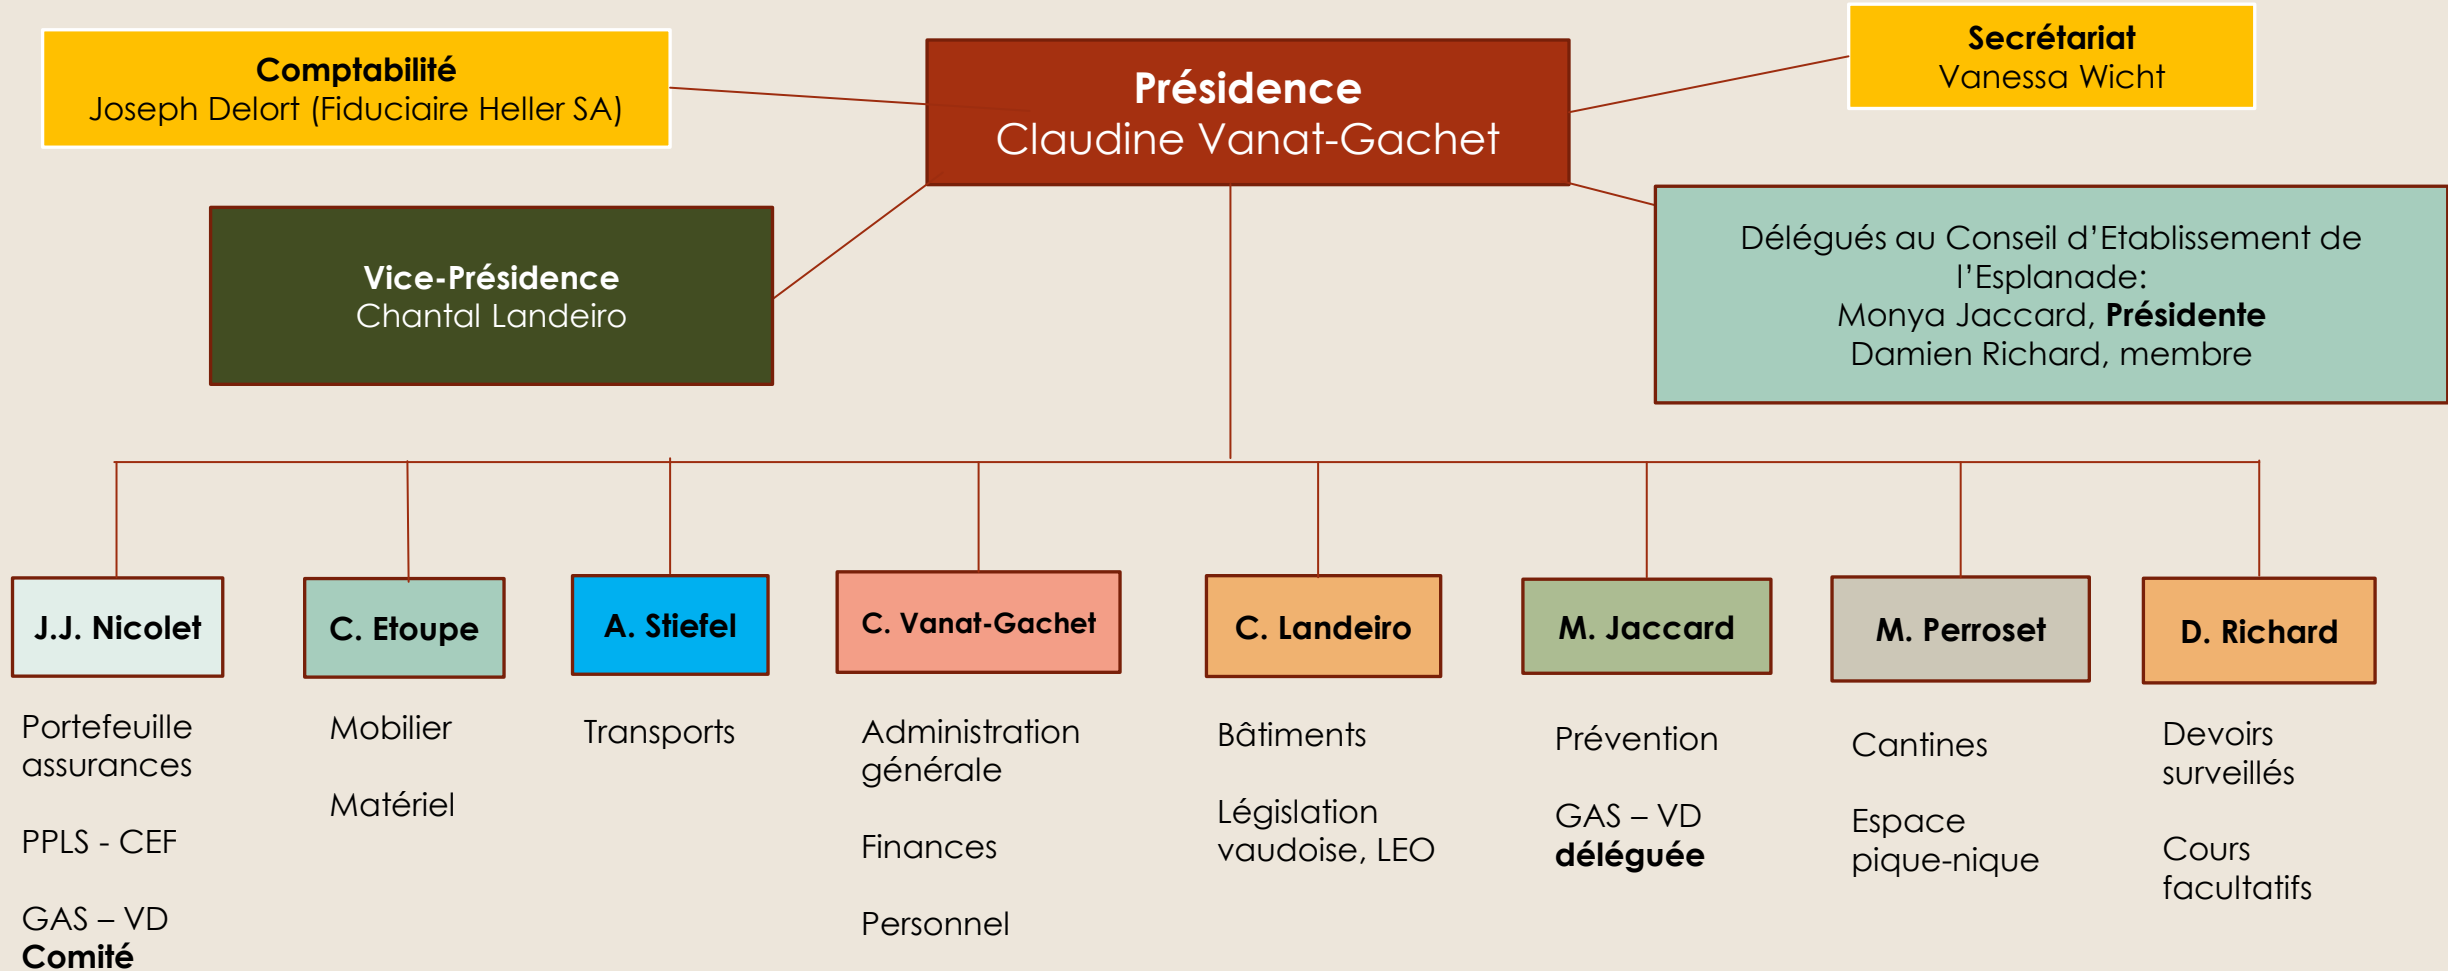 Comptabilité
Joseph Delort (Fiduciaire Heller SA)
Présidence
Claudine Vanat-Gachet
Secrétariat
Vanessa Wicht
Vice-Présidence
Chantal Landeiro
Délégués au Conseil d’Etablissement de
l’Esplanade:
Monya Jaccard, Présidente
Damien Richard, membre
J.J. Nicolet
Portefeuille
assurances
PPLS - CEF
GAS – VD
Comité
C. Etoupe
Mobilier
Matériel
A. Stiefel
Transports
C. Vanat-Gachet
Administration
générale
Finances
Personnel
C. Landeiro
Bâtiments
Législation
vaudoise, LEO
M. Jaccard
Prévention
GAS – VD
déléguée
M. Perroset
Cantines
Espace
pique-nique
D. Richard
Devoirs
surveillés
Cours
facultatifs